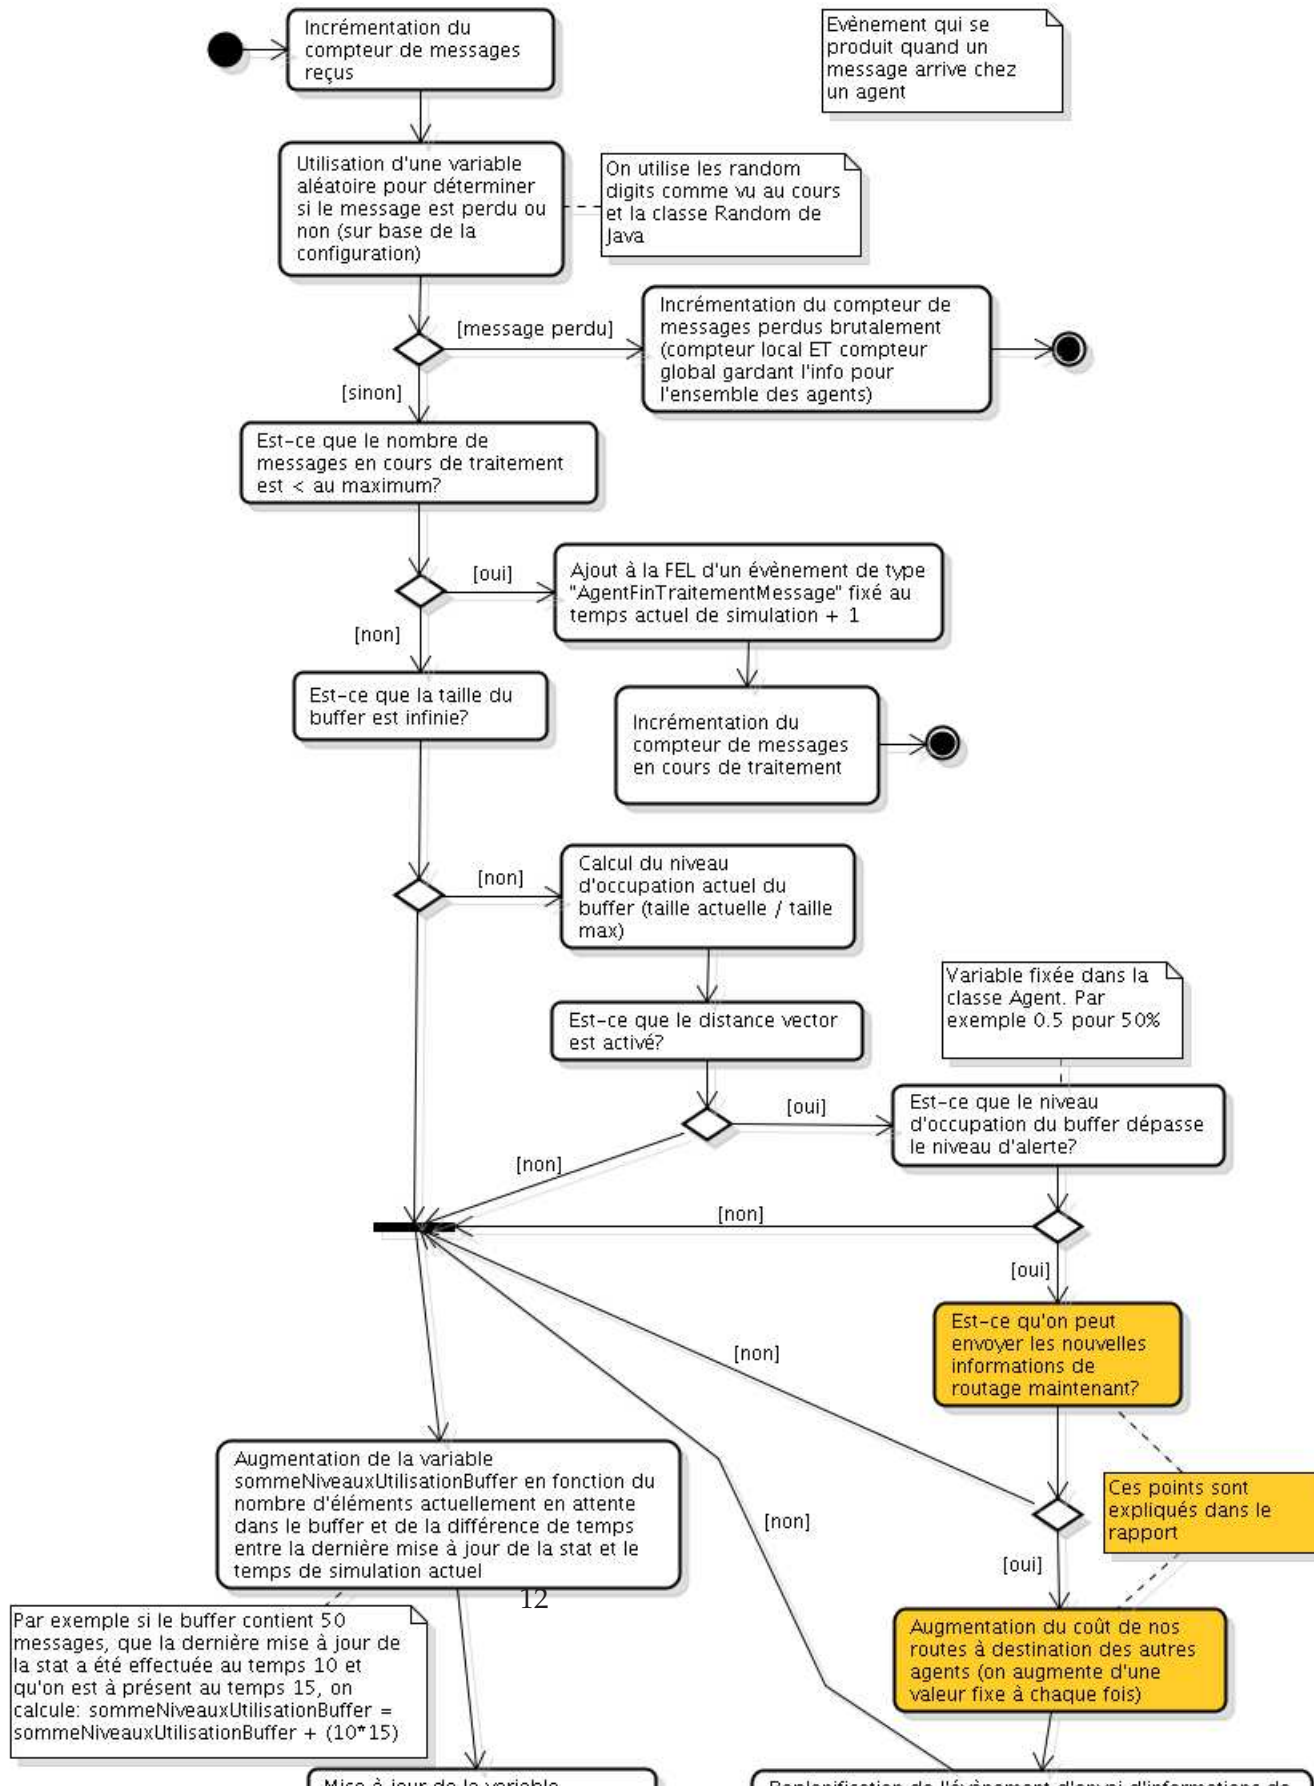 Incrémentation du
compteur de messages
reçus
Evènement qui se
produit quand un
message arrive chez
un agent
Utilisation d'une variable
aléatoire pour déterminer
si le message est perdu ou
non (sur base de la
configuration)
On utilise les random
digits comme vu au cours
et la classe Random de
Java
[message perdu]
Incrémentation du compteur de
messages perdus brutalement
(compteur local ET compteur
global gardant l'info pour
l'ensemble des agents)
[sinon]
Est-ce que le nombre de
messages en cours de traitement
est < au maximum?
[oui]
Ajout à la FEL d'un évènement de type
"AgentFinTraitementMessage" fixé au
temps actuel de simulation + 1
[non]
Est-ce que la taille du
buffer est infinie?
Incrémentation du
compteur de messages
en cours de traitement
[non]
Calcul du niveau
d'occupation actuel du
buffer (taille actuelle / taille
max)
Variable fixée dans la
classe Agent. Par
exemple 0.5 pour 50%
Est-ce que le distance vector
est activé?
[oui]
Est-ce que le niveau
d'occupation du buffer dépasse
le niveau d'alerte?
[non]
[non]
[oui]
Est-ce qu'on peut
envoyer les nouvelles
informations de
routage maintenant?
[non]
Augmentation de la variable
sommeNiveauxUtilisationBuffer en fonction du
nombre d'éléments actuellement en attente
dans le buffer et de la différence de temps
entre la dernière mise à jour de la stat et le
temps de simulation actuel
Ces points sont
expliqués dans le
rapport
[non]
[oui]
12
Par exemple si le buffer contient 50
messages, que la dernière mise à jour de
la stat a été effectuée au temps 10 et
qu'on est à présent au temps 15, on
calcule: sommeNiveauxUtilisationBuffer =
sommeNiveauxUtilisationBuffer + (10*15)
Augmentation du coût de nos
routes à destination des autres
agents (on augmente d'une
valeur fixe à chaque fois)
Mise à jour de la variable
Replanification de l'évènement d'envoi d'informations de